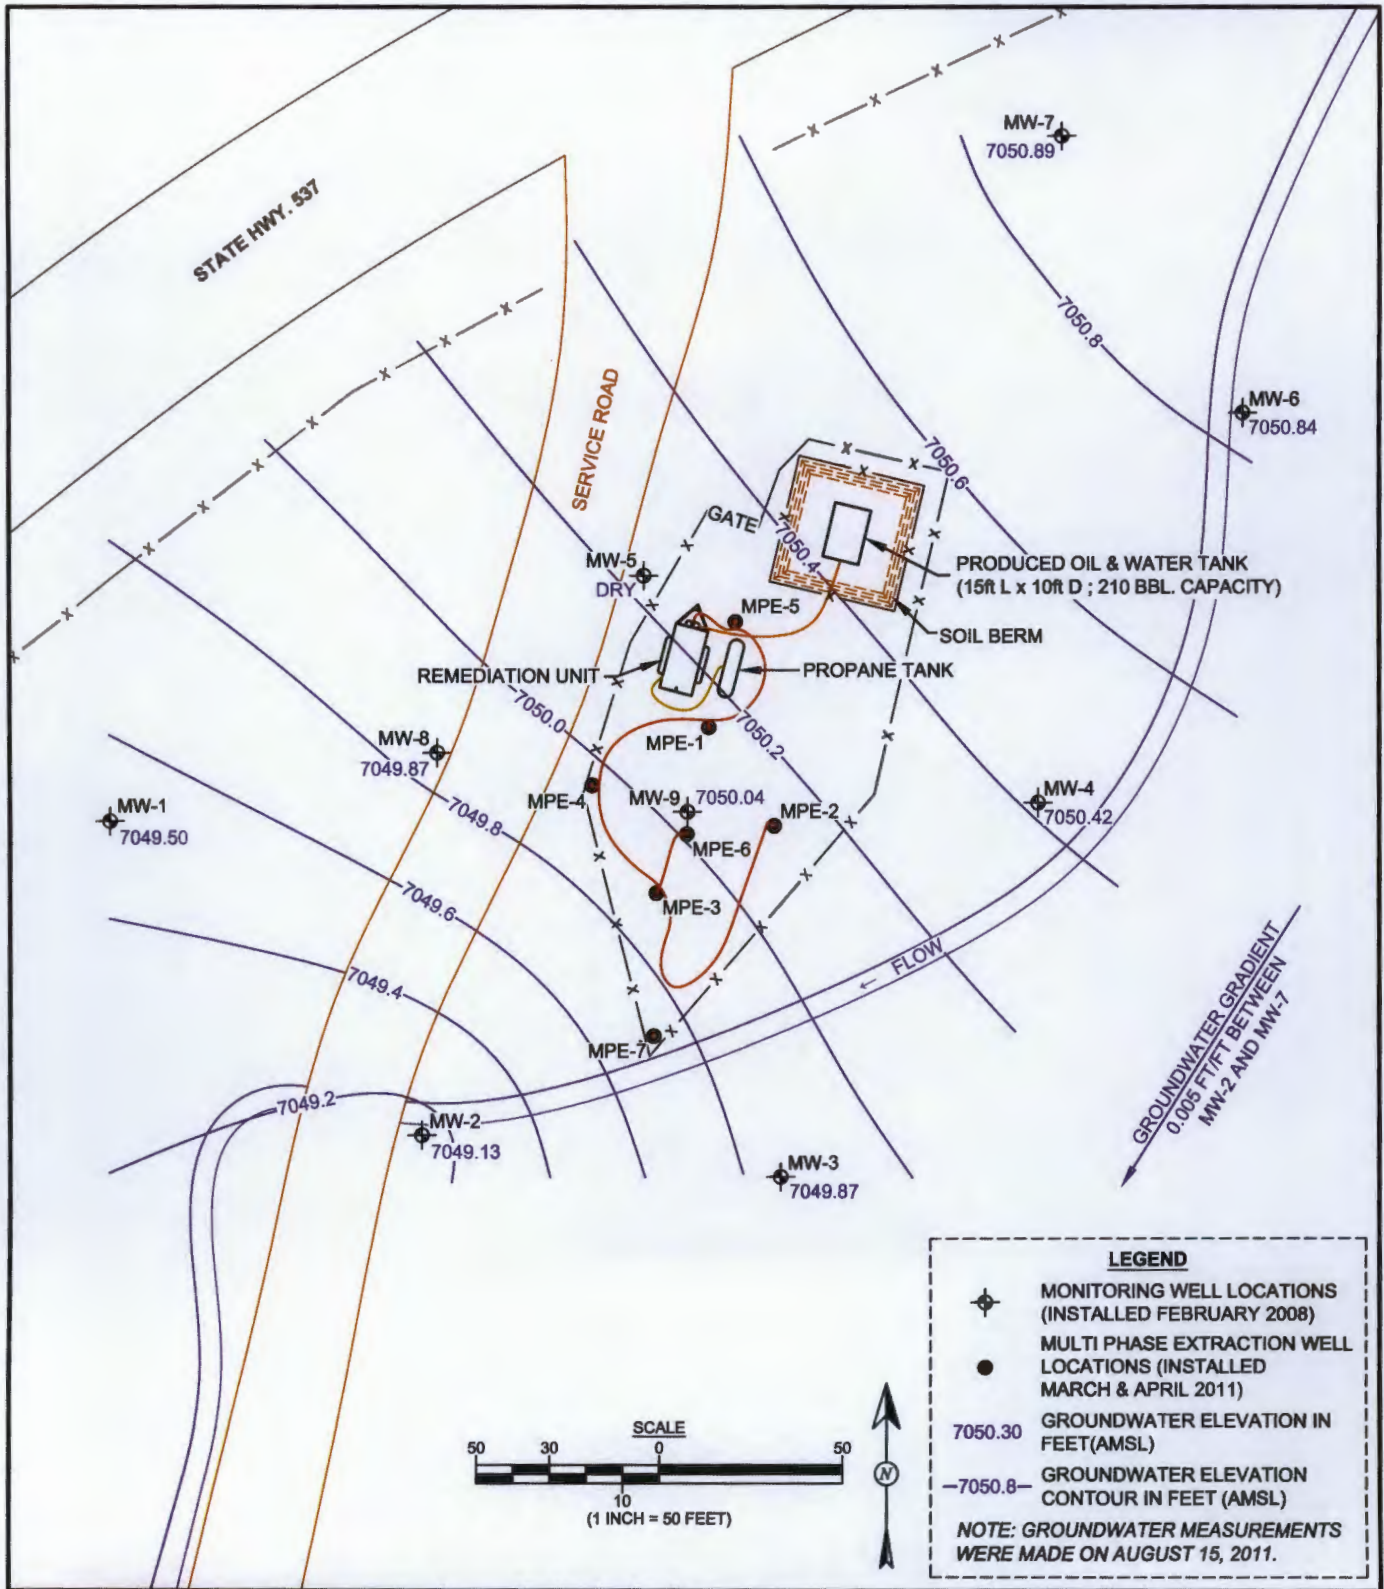 MW-7
7050.89
STATE HWY. 537
7050.8
MW-6
7050.84
SERVICE ROAD
7050.6
GATE
7050.4
MW-5
DRY
PRODUCED OIL & WATER TANK
(15ft L x 10ft D ; 210 BBL. CAPACITY)
MPE-5
SOIL BERM
REMEDIATION UNIT
PROPANE TANK
7050.0
7050.2
MW-8
7049.87
MPE-1
MW-1
7049.50
MPE-4
MW-9
7050.04
MPE-2
MW-4
7050.42
7049.8
MPE-6
7049.6
MPE-3
← FLOW
7049.4
GROUNDWATER GRADIENT
0.005 FT/FT BETWEEN
MW-2 AND MW-7
MPE-7
7049.2
MW-2
7049.13
MW-3
7049.87
LEGEND
MONITORING WELL LOCATIONS
(INSTALLED FEBRUARY 2008)
MULTI PHASE EXTRACTION WELL
LOCATIONS (INSTALLED
MARCH & APRIL 2011)
7050.30 GROUNDWATER ELEVATION IN
FEET(AMSL)
7050.8 GROUNDWATER ELEVATION
CONTOUR IN FEET (AMSL)
NOTE: GROUNDWATER MEASUREMENTS
WERE MADE ON AUGUST 15, 2011.
SCALE
50 30 0 50
10
(1 INCH = 50 FEET)
N